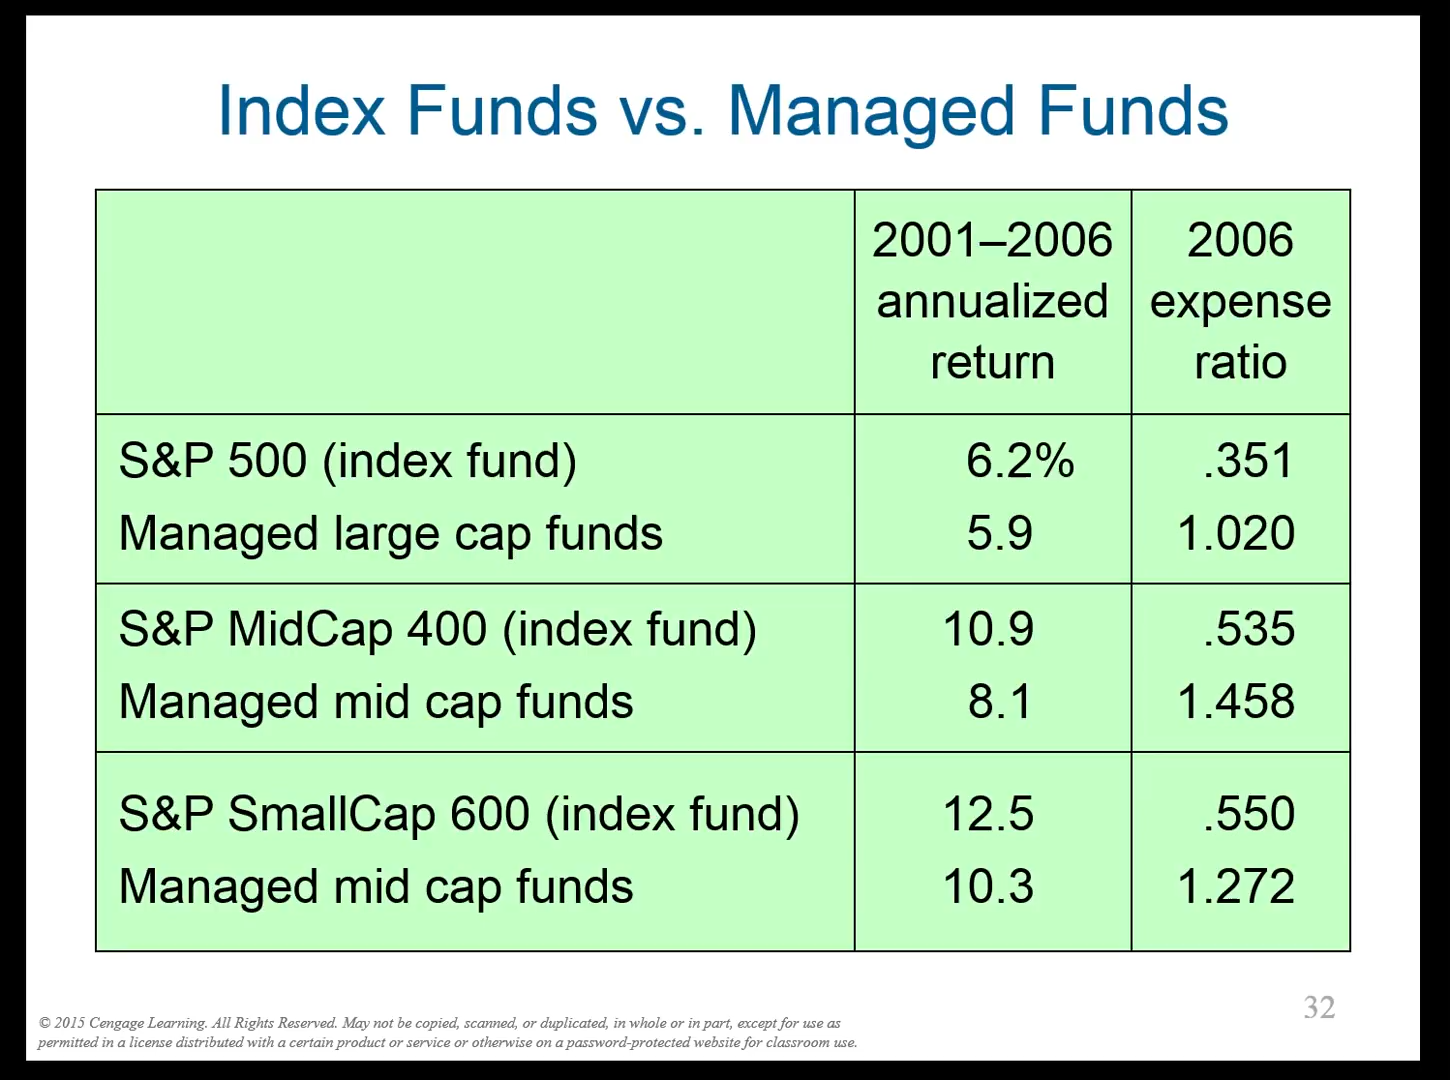 Index Funds vs. Managed Funds
2001–2006 annualized return
2006 expense ratio
S&P 500 (index fund) 6.2% .351
Managed large cap funds 5.9 1.020
S&P MidCap 400 (index fund) 10.9 .535
Managed mid cap funds 8.1 1.458
S&P SmallCap 600 (index fund) 12.5 .550
Managed mid cap funds 10.3 1.272
32
© 2015 Cengage Learning. All Rights Reserved. May not be copied, scanned, or duplicated, in whole or in part, except for use as
permitted in a license distributed with a certain product or service or otherwise on a password-protected website for classroom use.